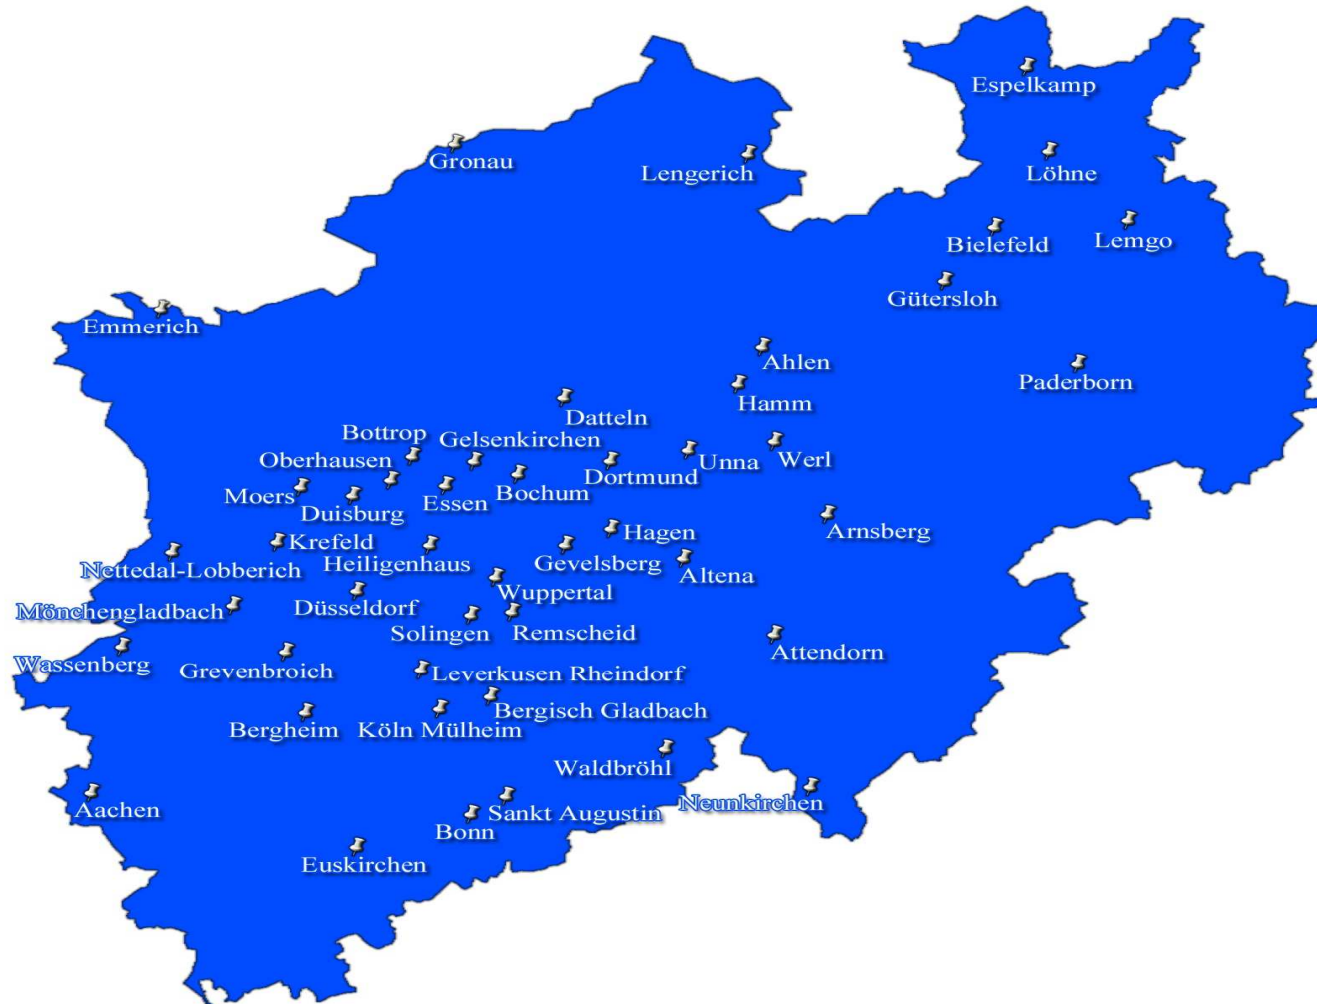 Espelkamp
Gronau
Lengerich
Löhne
Bielefeld
Lemgo
Gütersloh
Emmerich
Ahlen
Paderborn
Hamm
Datteln
Bottrop
Gelsenkirchen
Oberhausen
Unna
Werl
Dortmund
Moers
Essen
Bochum
Duisburg
Arnsberg
Hagen
Krefeld
Heiligenhaus
Gevelsberg
Nettedal-Lobberich
Altena
Wuppertal
Mönchengladbach
Düsseldorf
Solingen
Remscheid
Attendorn
Wassenberg
Grevenbroich
Leverkusen Rheindorf
Bergisch Gladbach
Bergheim
Köln Mülheim
Waldbröhl
Neunkirchen
Aachen
Sankt Augustin
Bonn
Euskirchen